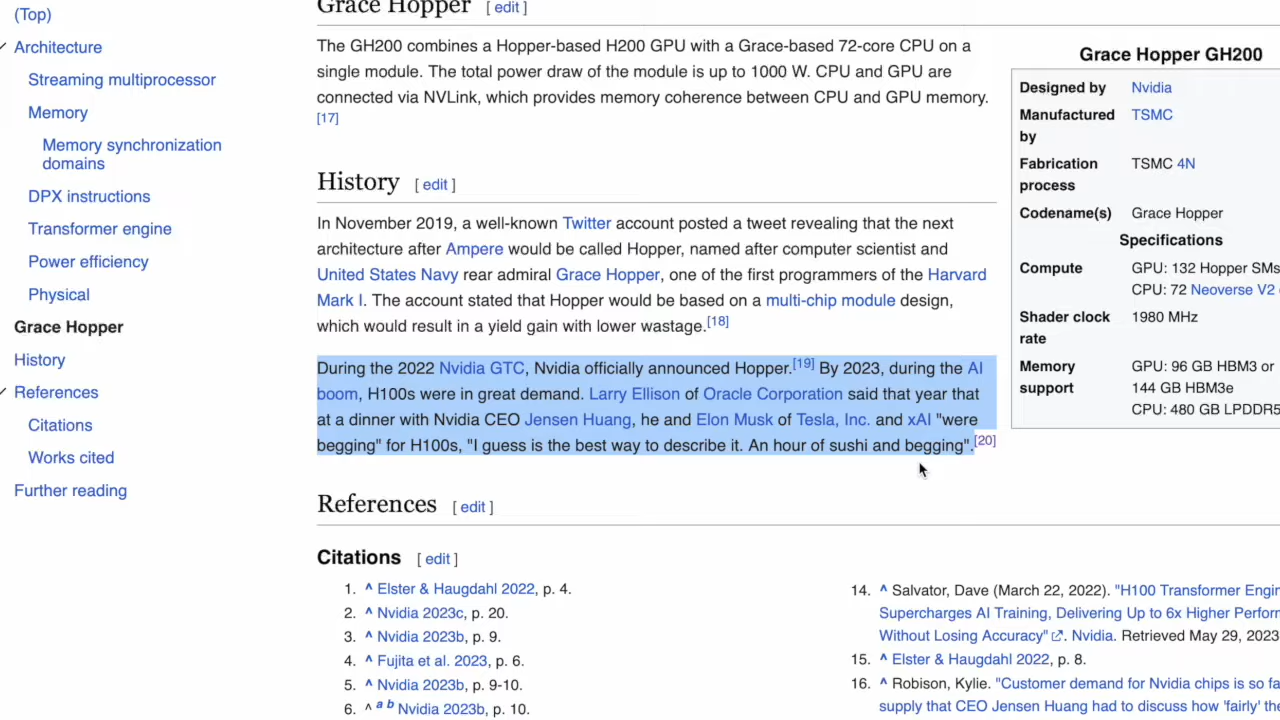 (Top)
Architecture
Streaming multiprocessor
Memory
Memory synchronization
domains
DPX instructions
Transformer engine
Power efficiency
Physical
Grace Hopper
History
References
Citations
Works cited
Further reading
Grace Hopper [ edit ]
The GH200 combines a Hopper-based H200 GPU with a Grace-based 72-core CPU on a
single module. The total power draw of the module is up to 1000 W. CPU and GPU are
connected via NVLink, which provides memory coherence between CPU and GPU memory.
[17]
History [ edit ]
In November 2019, a well-known Twitter account posted a tweet revealing that the next
architecture after Ampere would be called Hopper, named after computer scientist and
United States Navy rear admiral Grace Hopper, one of the first programmers of the Harvard
Mark I. The account stated that Hopper would be based on a multi-chip module design,
which would result in a yield gain with lower wastage.[18]
During the 2022 Nvidia GTC, Nvidia officially announced Hopper.[19] By 2023, during the AI
boom, H100s were in great demand. Larry Ellison of Oracle Corporation said that year that
at a dinner with Nvidia CEO Jensen Huang, he and Elon Musk of Tesla, Inc. and xAI "were
begging" for H100s, "I guess is the best way to describe it. An hour of sushi and begging".[20]
Grace Hopper GH200
Designed by Nvidia
Manufactured TSMC
by
Fabrication TSMC 4N
process
Codename(s) Grace Hopper
Specifications
Compute GPU: 132 Hopper SMs
CPU: 72 Neoverse V2
Shader clock 1980 MHz
rate
Memory GPU: 96 GB HBM3 or
support 144 GB HBM3e
CPU: 480 GB LPDDR5
References [ edit ]
Citations [ edit ]
1. ^ Elster & Haugdahl 2022, p. 4.
2. ^ Nvidia 2023c, p. 20.
3. ^ Nvidia 2023b, p. 9.
4. ^ Fujita et al. 2023, p. 6.
5. ^ Nvidia 2023b, p. 9-10.
6. ^ a b Nvidia 2023b, p. 10.
14. ^ Salvator, Dave (March 22, 2022). "H100 Transformer Engin
Supercharges AI Training, Delivering Up to 6x Higher Perfor
Without Losing Accuracy". Nvidia. Retrieved May 29, 2023
15. ^ Elster & Haugdahl 2022, p. 8.
16. ^ Robison, Kylie. "Customer demand for Nvidia chips is so fa
supply that CEO Jensen Huang had to discuss how 'fairly' the